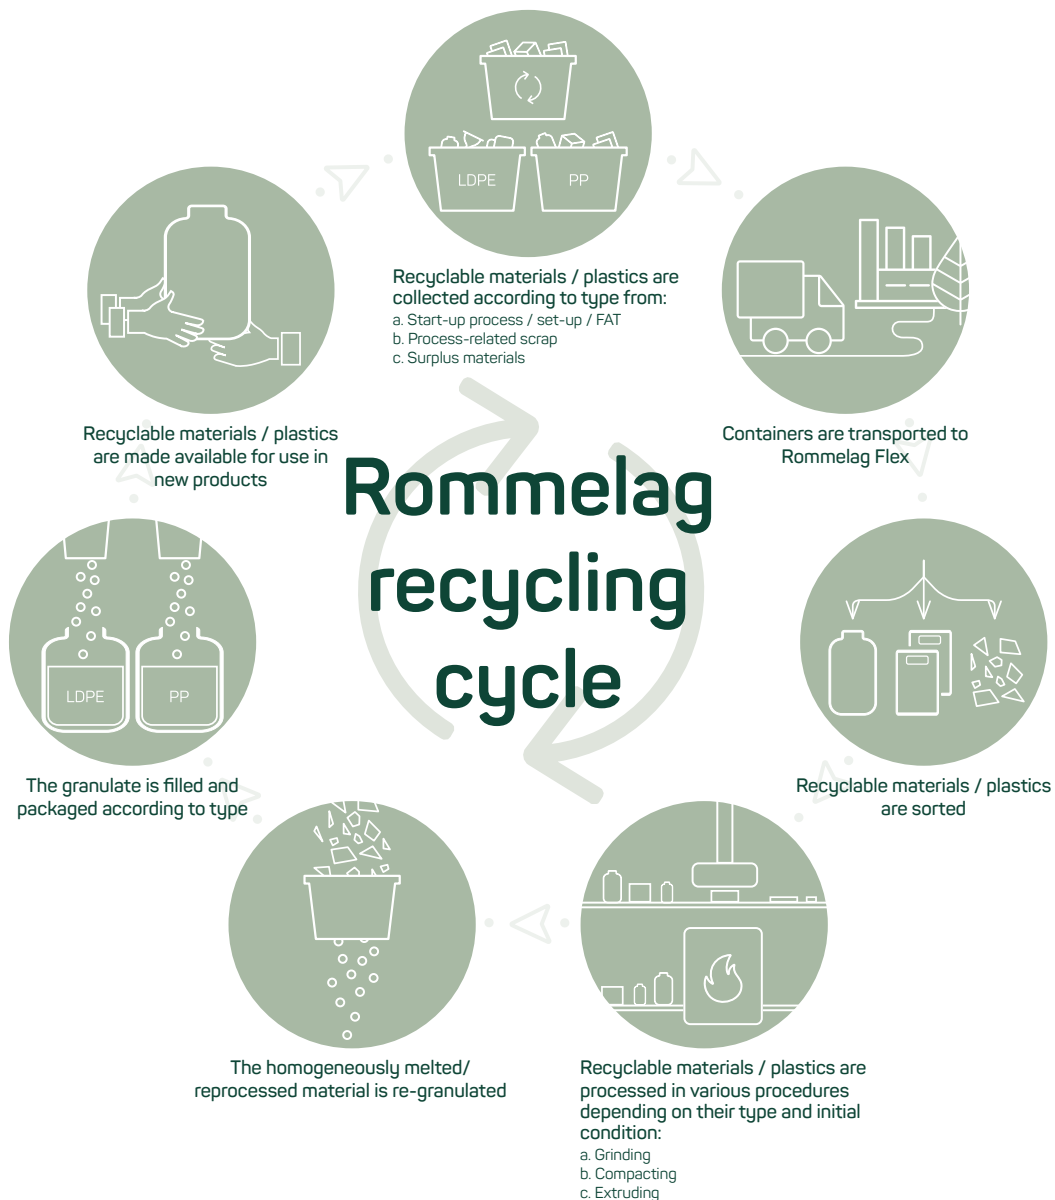 LDPE
PP
Recyclable materials / plastics are
collected according to type from:
a. Start-up process / set-up / FAT
b. Process-related scrap
c. Surplus materials
Containers are transported to
Rommelag Flex
Recyclable materials / plastics
are sorted
Recyclable materials / plastics are
processed in various procedures
depending on their type and initial
condition:
a. Grinding
b. Compacting
c. Extruding
The homogeneously melted/
reprocessed material is re-granulated
LDPE
PP
The granulate is filled and
packaged according to type
Recyclable materials / plastics
are made available for use in
new products
Rommelag
recycling
cycle